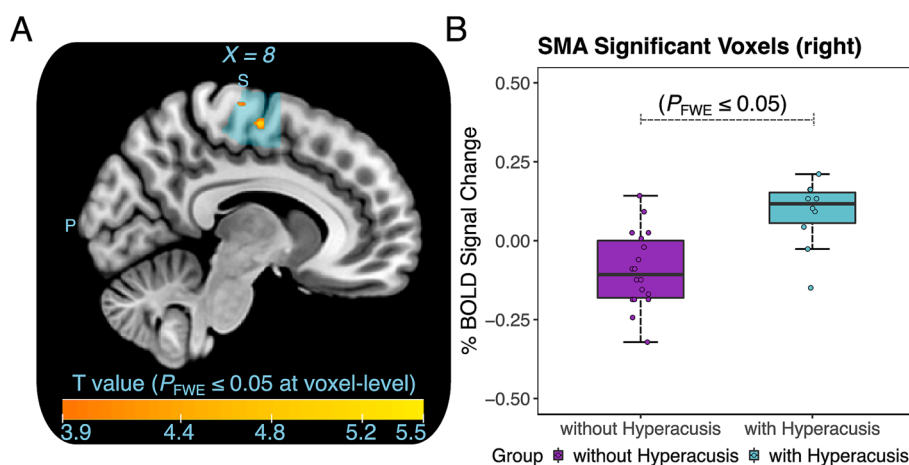 A
X = 8
S
P
T value (P_FWE ≤ 0.05 at voxel-level)
3.9 4.4 4.8 5.2 5.5
B
SMA Significant Voxels (right)
(P_FWE ≤ 0.05)
% BOLD Signal Change
0.50
0.25
0.00
−0.25
−0.50
without Hyperacusis with Hyperacusis
Group without Hyperacusis with Hyperacusis